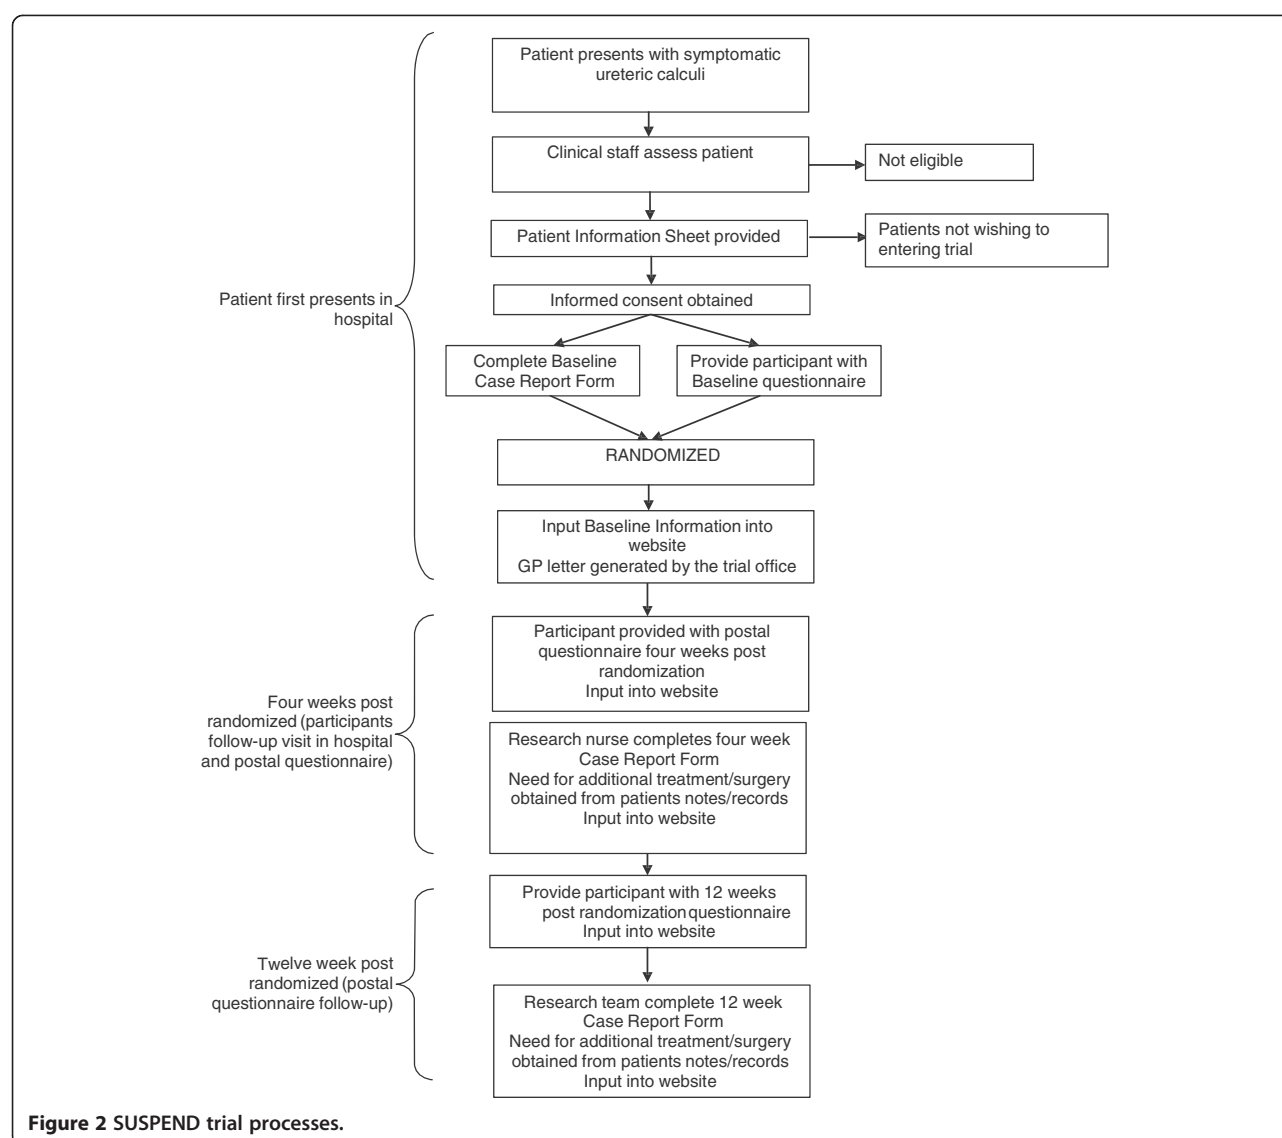 Patient presents with symptomatic
ureteric calculi
Clinical staff assess patient
Not eligible
Patient Information Sheet provided
Patients not wishing to
entering trial
Informed consent obtained
Patient first presents in
hospital
Complete Baseline
Case Report Form
Provide participant with
Baseline questionnaire
RANDOMIZED
Input Baseline Information into
website
GP letter generated by the trial office
Participant provided with postal
questionnaire four weeks post
randomization
Input into website
Four weeks post
randomized (participants
follow-up visit in hospital
and postal questionnaire)
Research nurse completes four week
Case Report Form
Need for additional treatment/surgery
obtained from patients notes/records
Input into website
Provide participant with 12 weeks
post randomization questionnaire
Input into website
Twelve week post
randomized (postal
questionnaire follow-up)
Research team complete 12 week
Case Report Form
Need for additional treatment/surgery
obtained from patients notes/records
Input into website
Figure 2 SUSPEND trial processes.